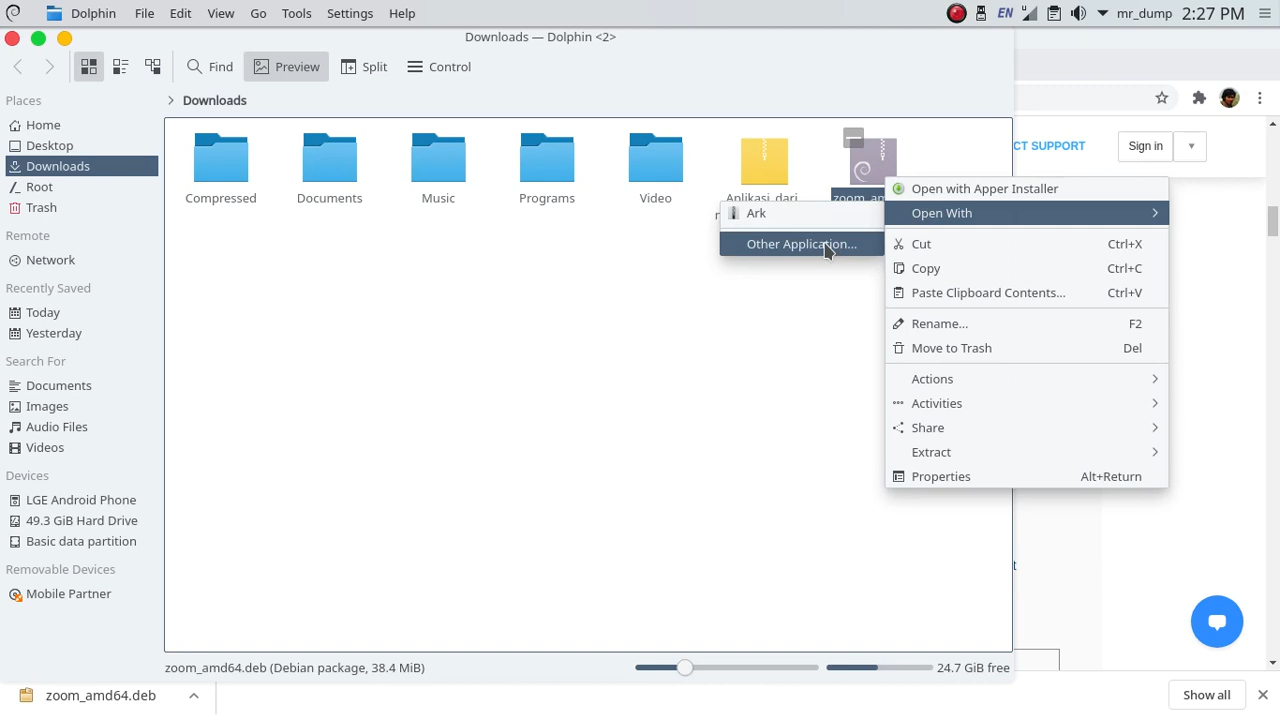 Dolphin File Edit View Go Tools Settings Help EN mr_dump 2:27 PM
Downloads — Dolphin <2>
Find Preview Split Control
Places
Home
Desktop
Downloads
Root
Trash
Remote
Network
Recently Saved
Today
Yesterday
Search For
Documents
Images
Audio Files
Videos
Devices
LGE Android Phone
49.3 GiB Hard Drive
Basic data partition
Removable Devices
Mobile Partner
Downloads
Compressed Documents Music Programs Video Aplikasi_dari
Ark
Other Application...
Open with Apper Installer
Open With
Cut Ctrl+X
Copy Ctrl+C
Paste Clipboard Contents... Ctrl+V
Rename... F2
Move to Trash Del
Actions
Activities
Share
Extract
Properties Alt+Return
CT SUPPORT Sign in
zoom_amd64.deb (Debian package, 38.4 MiB) 24.7 GiB free
zoom_amd64.deb Show all